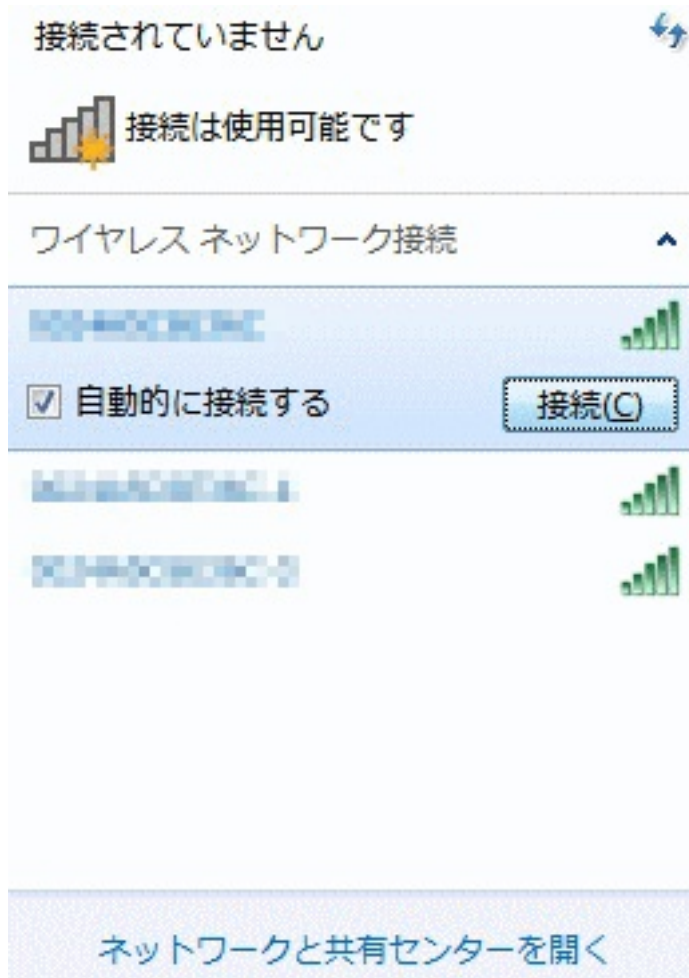 接続されていません
接続は使用可能です
ワイヤレス ネットワーク接続
自動的に接続する
接続(C)
ネットワークと共有センターを開く